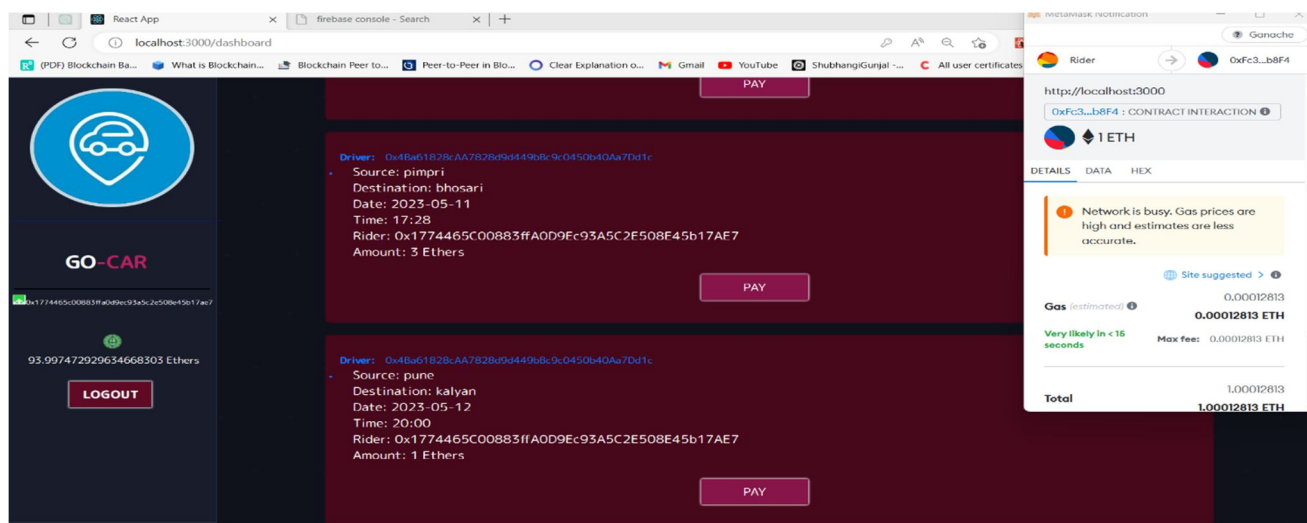 React App
firebase console - Search
localhost:3000/dashboard
(PDF) Blockchain Ba...
What is Blockchain...
Blockchain Peer to...
Peer-to-Peer in Blo...
Clear Explanation o...
Gmail
YouTube
ShubhangiGunjal -...
All user certificates
GO-CAR
0x1774465c00883ffa0d9ec93a5c2e508e45b17ae7
93.997472929634668303 Ethers
LOGOUT
PAY
Driver: 0x4Ba61828cAA7828d9d449bBc9c0450b40Aa7Dd1c
Source: pimpri
Destination: bhosari
Date: 2023-05-11
Time: 17:28
Rider: 0x1774465C00883ffA0D9Ec93A5C2E508E45b17AE7
Amount: 3 Ethers
PAY
Driver: 0x4Ba61828cAA7828d9d449bBc9c0450b40Aa7Dd1c
Source: pune
Destination: kalyan
Date: 2023-05-12
Time: 20:00
Rider: 0x1774465C00883ffA0D9Ec93A5C2E508E45b17AE7
Amount: 1 Ethers
PAY
MetaMask Notification
Ganache
Rider
0xFc3...b8F4
http://localhost:3000
0xFc3...b8F4 : CONTRACT INTERACTION
1 ETH
DETAILS DATA HEX
Network is busy. Gas prices are
high and estimates are less
accurate.
Site suggested >
0.00012813
Gas (estimated) 0.00012813 ETH
Very likely in < 15
seconds
Max fee: 0.00012813 ETH
1.00012813
Total
1.00012813 ETH